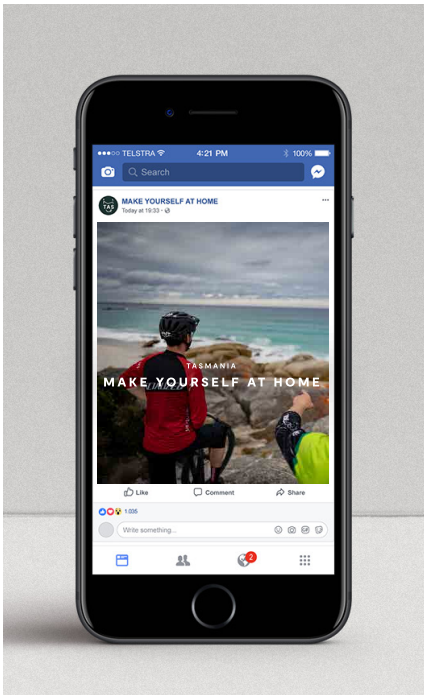 TELSTRA 4:21 PM 100%
Search
TAS
MAKE YOURSELF AT HOME
Today at 19:33
TASMANIA
MAKE YOURSELF AT HOME
Like Comment Share
1.035
Write something...
GIF
2